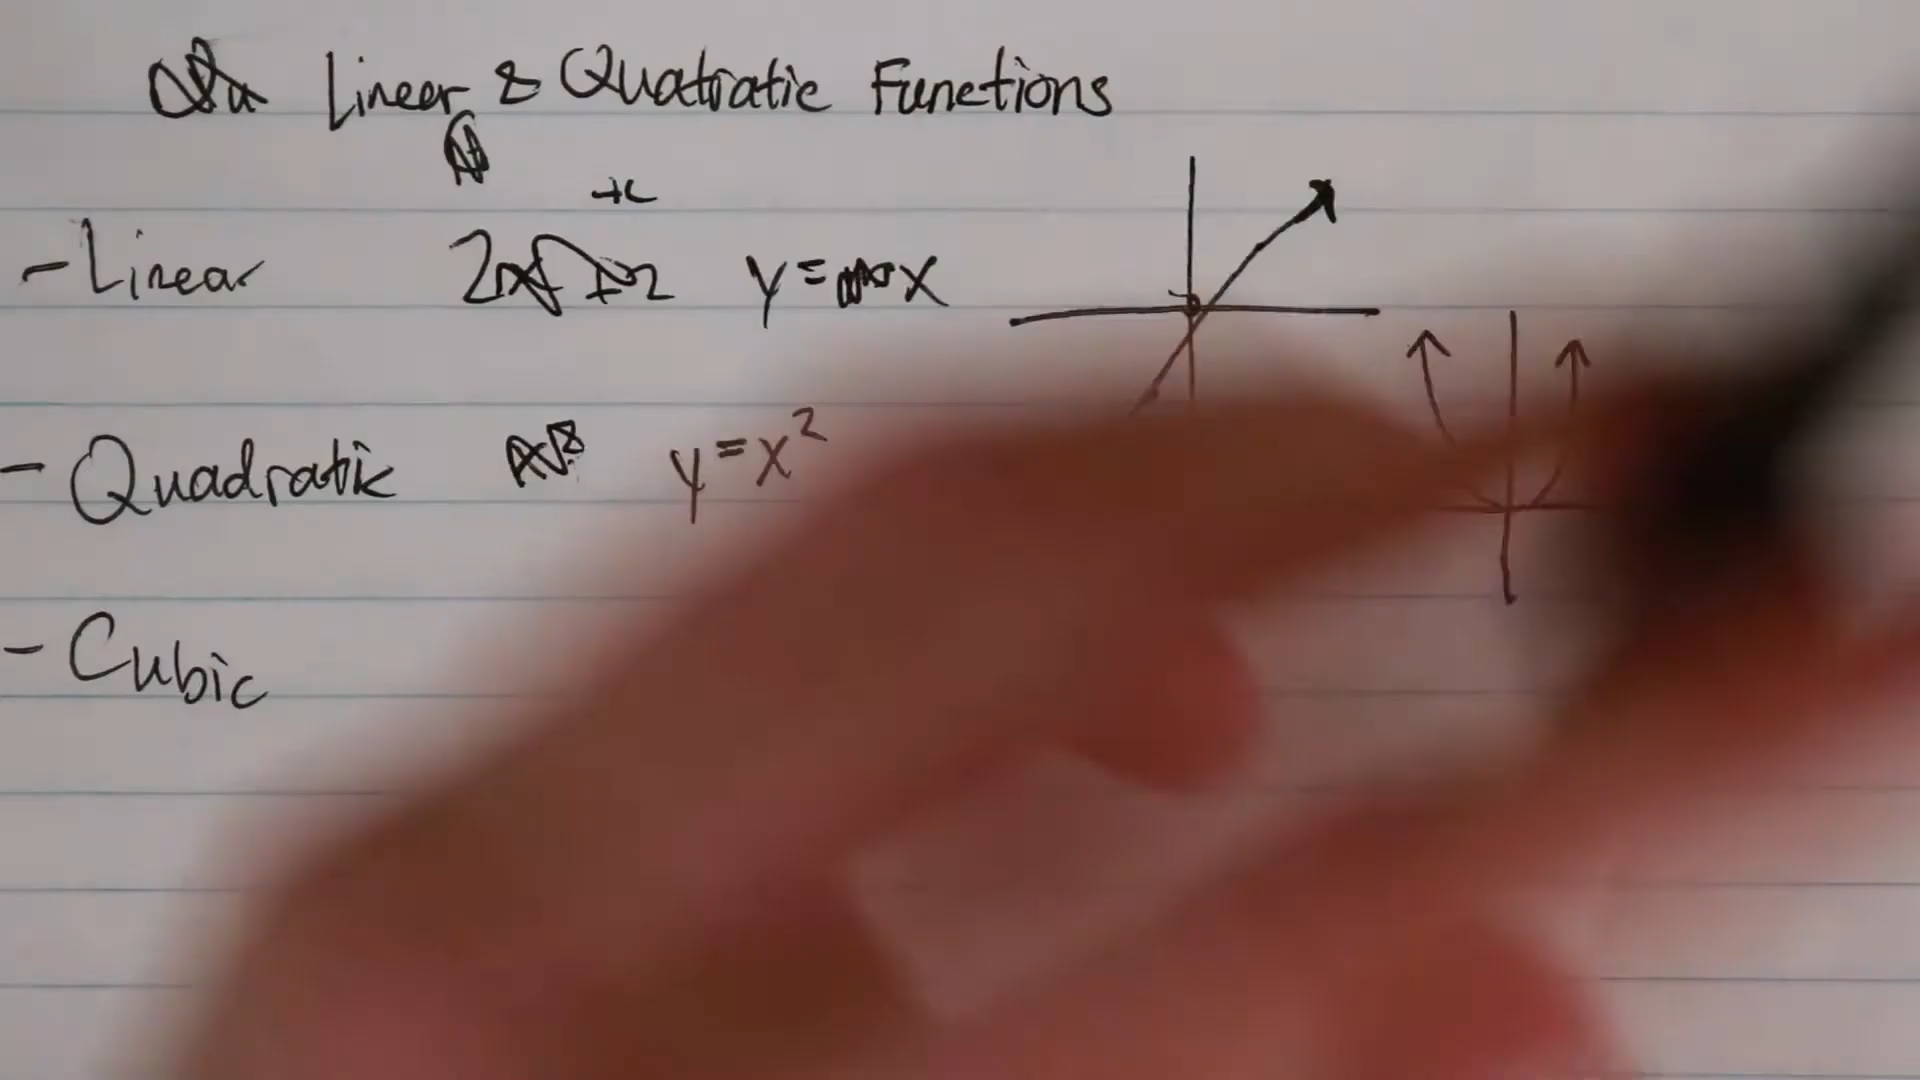 Linear & Quatratic Functions
+c
- Linear y = x
- Quadratic y = x²
- Cubic